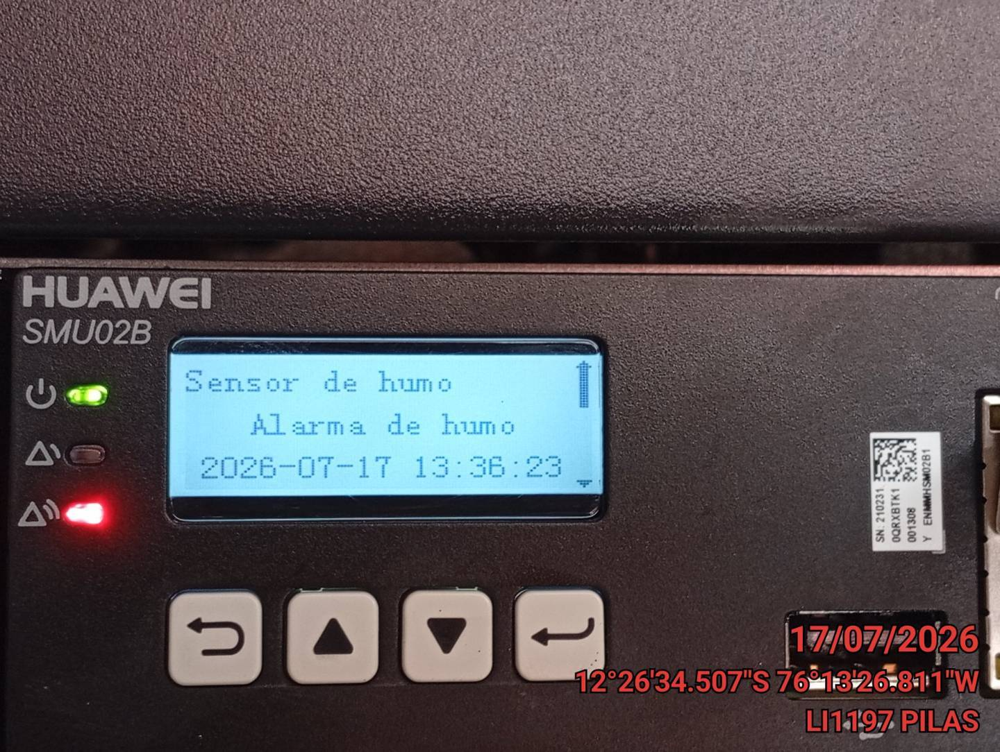 HUAWEI
SMU02B
Sensor de humo
Alarma de humo
2026-07-17 13:36:23
SN: 210231
0QRXBTK1
001308
Y ENMMHSM02B1
17/07/2026
12°26'34.507"S 76°13'26.811"W
LI1197 PILAS